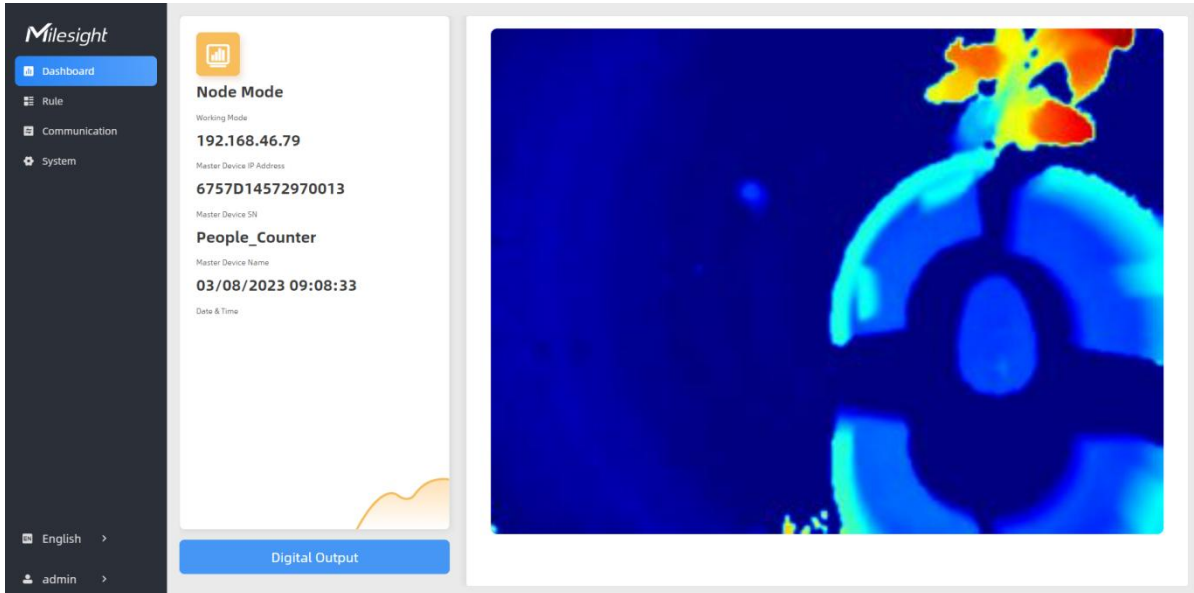 Milesight
Dashboard
Rule
Communication
System
EN English >
admin >
Node Mode
Working Mode
192.168.46.79
Master Device IP Address
6757D14572970013
Master Device SN
People_Counter
Master Device Name
03/08/2023 09:08:33
Date & Time
Digital Output